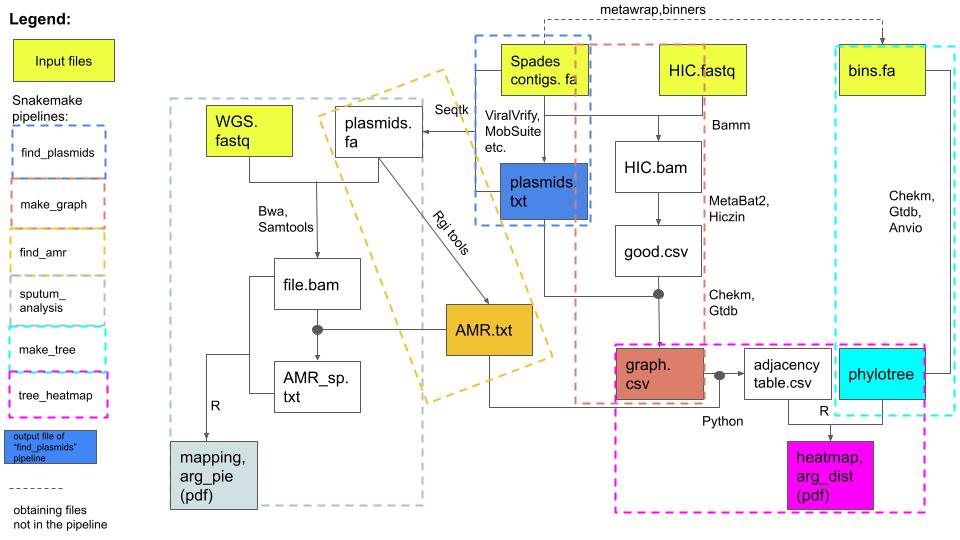 Legend:
Input files
Snakemake
pipelines:
find_plasmids
make_graph
find_amr
sputum_
analysis
make_tree
tree_heatmap
output file of
"find_plasmids"
pipeline
obtaining files
not in the pipeline
metawrap,binners
Spades
contigs. fa
HIC.fastq
bins.fa
WGS.
fastq
plasmids.
fa
Seqtk
ViralVrify,
MobSuite
etc.
Bamm
HIC.bam
plasmids.
txt
MetaBat2,
Hiczin
Chekm,
Gtdb,
Anvio
Bwa,
Samtools
Rgi tools
good.csv
file.bam
Chekm,
Gtdb
AMR.txt
AMR_sp.
txt
graph.
csv
adjacency
table.csv
phylotree
R
Python
R
mapping,
arg_pie
(pdf)
heatmap,
arg_dist
(pdf)